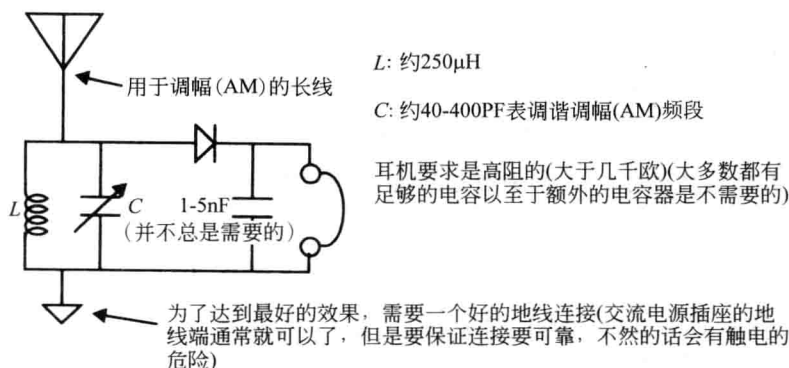 用于调幅(AM)的长线
L: 约250μH
C: 约40-400PF表调谐调幅(AM)频段
耳机要求是高阻的(大于几千欧)(大多数都有
足够的电容以至于额外的电容器是不需要的)
L
C
1-5nF
(并不总是需要的)
为了达到最好的效果，需要一个好的地线连接(交流电源插座的地
线端通常就可以了，但是要保证连接要可靠，不然的话会有触电的
危险)